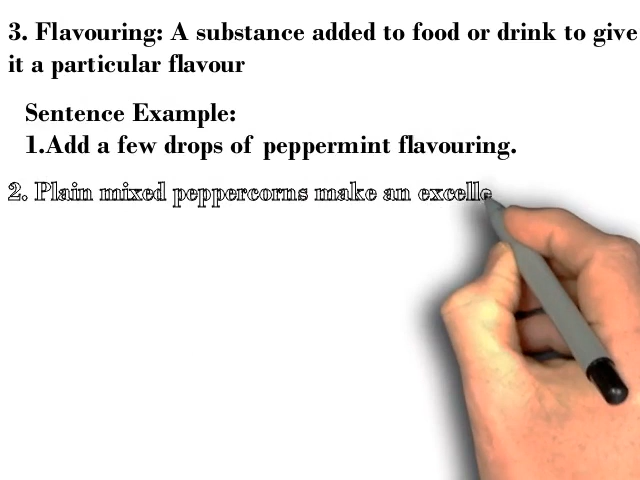 3. Flavouring: A substance added to food or drink to give
it a particular flavour
Sentence Example:
1.Add a few drops of peppermint flavouring.
2. Plain mixed peppercorns make an excelle